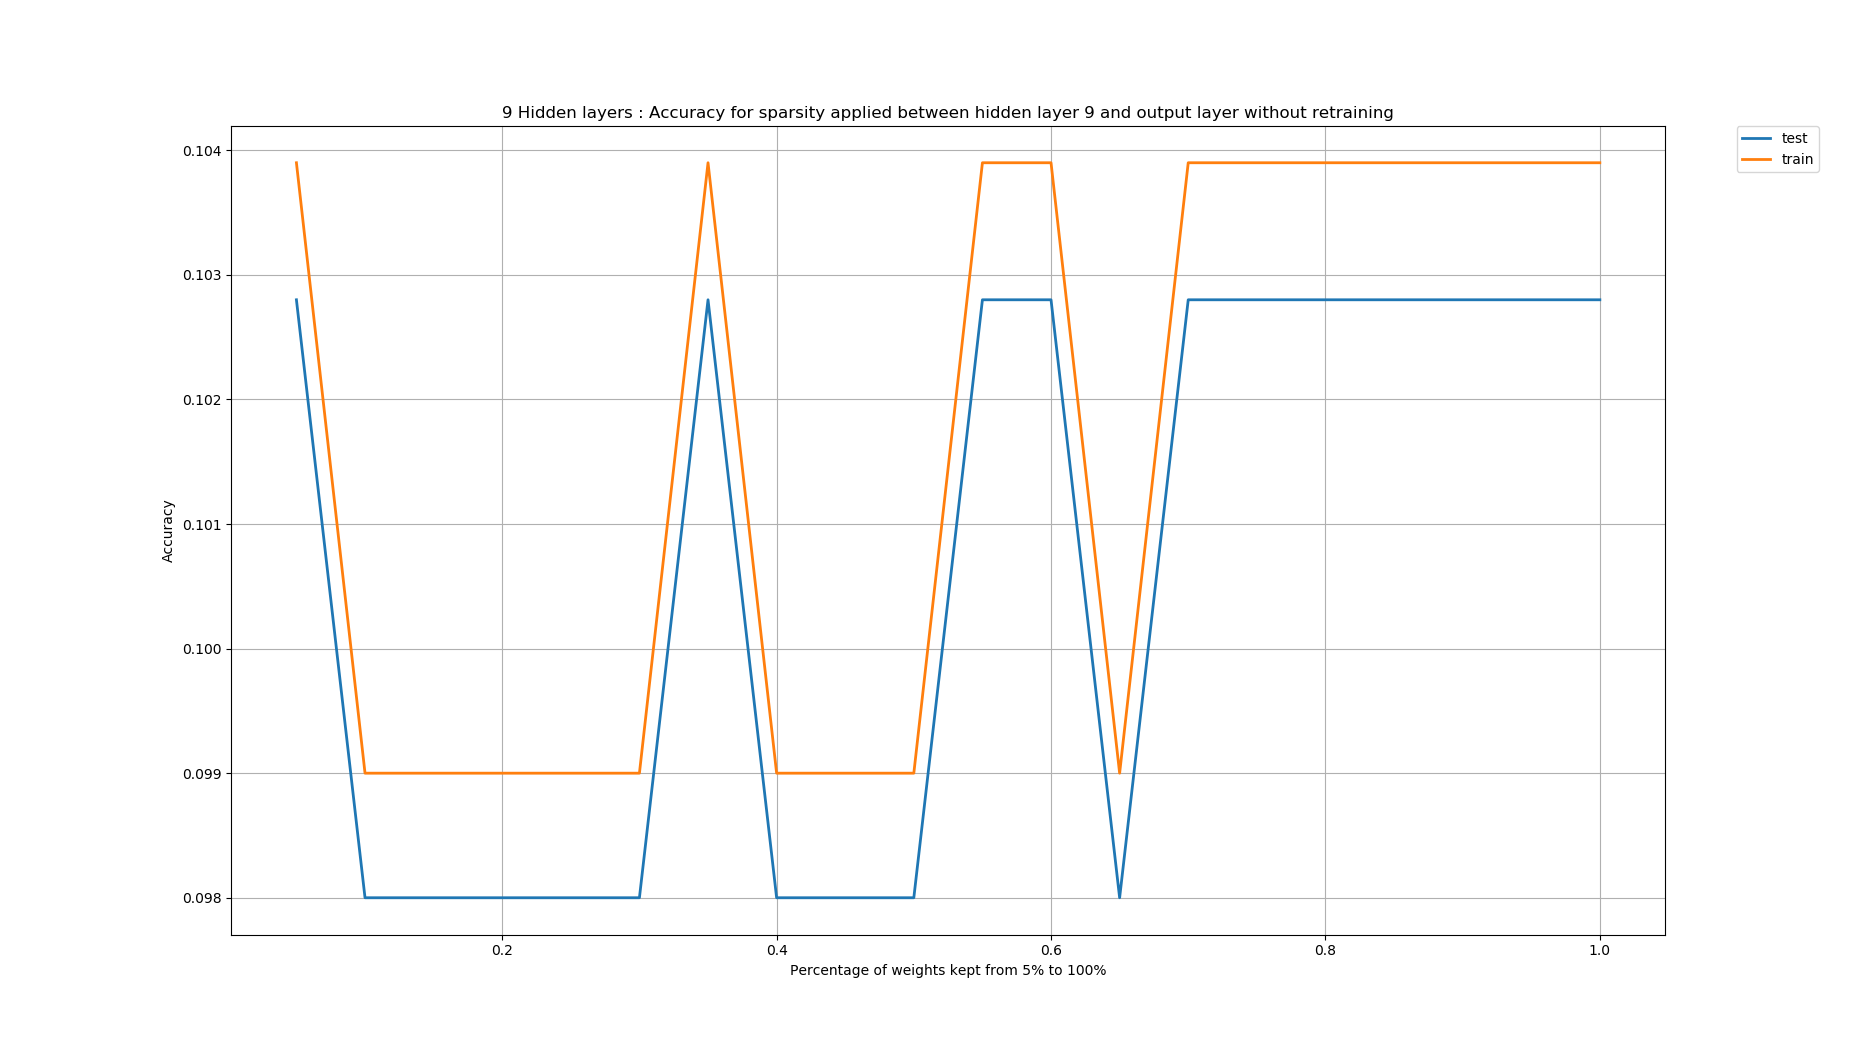 9 Hidden layers : Accuracy for sparsity applied between hidden layer 9 and output layer without retraining
test
train
0.104
0.103
0.102
0.101
0.100
0.099
0.098
Accuracy
0.2 0.4 0.6 0.8 1.0
Percentage of weights kept from 5% to 100%